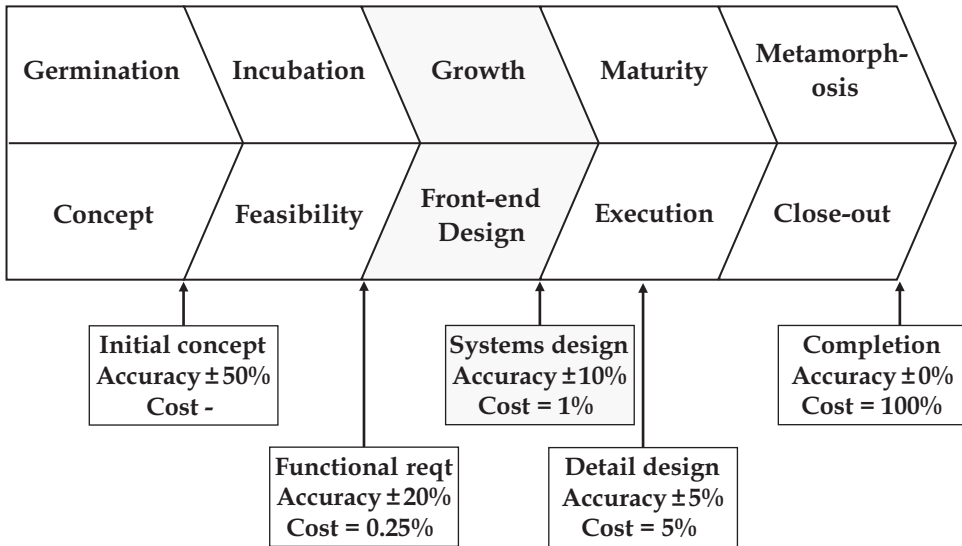 Germination
Incubation
Growth
Maturity
Metamorph-
osis
Concept
Feasibility
Front-end
Design
Execution
Close-out
Initial concept
Accuracy ±50%
Cost -
Systems design
Accuracy ±10%
Cost = 1%
Completion
Accuracy ±0%
Cost = 100%
Functional reqt
Accuracy ±20%
Cost = 0.25%
Detail design
Accuracy ±5%
Cost = 5%